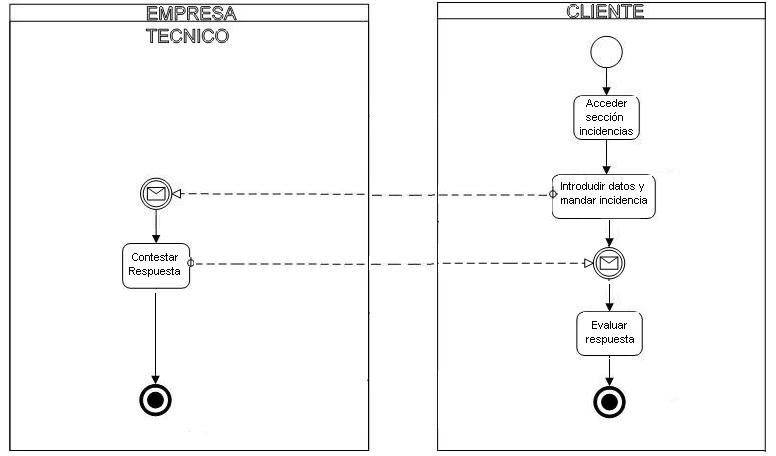 EMPRESA
TECNICO
CLIENTE
Acceder
sección
incidencias
Introdudir datos y
mandar incidencia
Contestar
Respuesta
Evaluar
respuesta